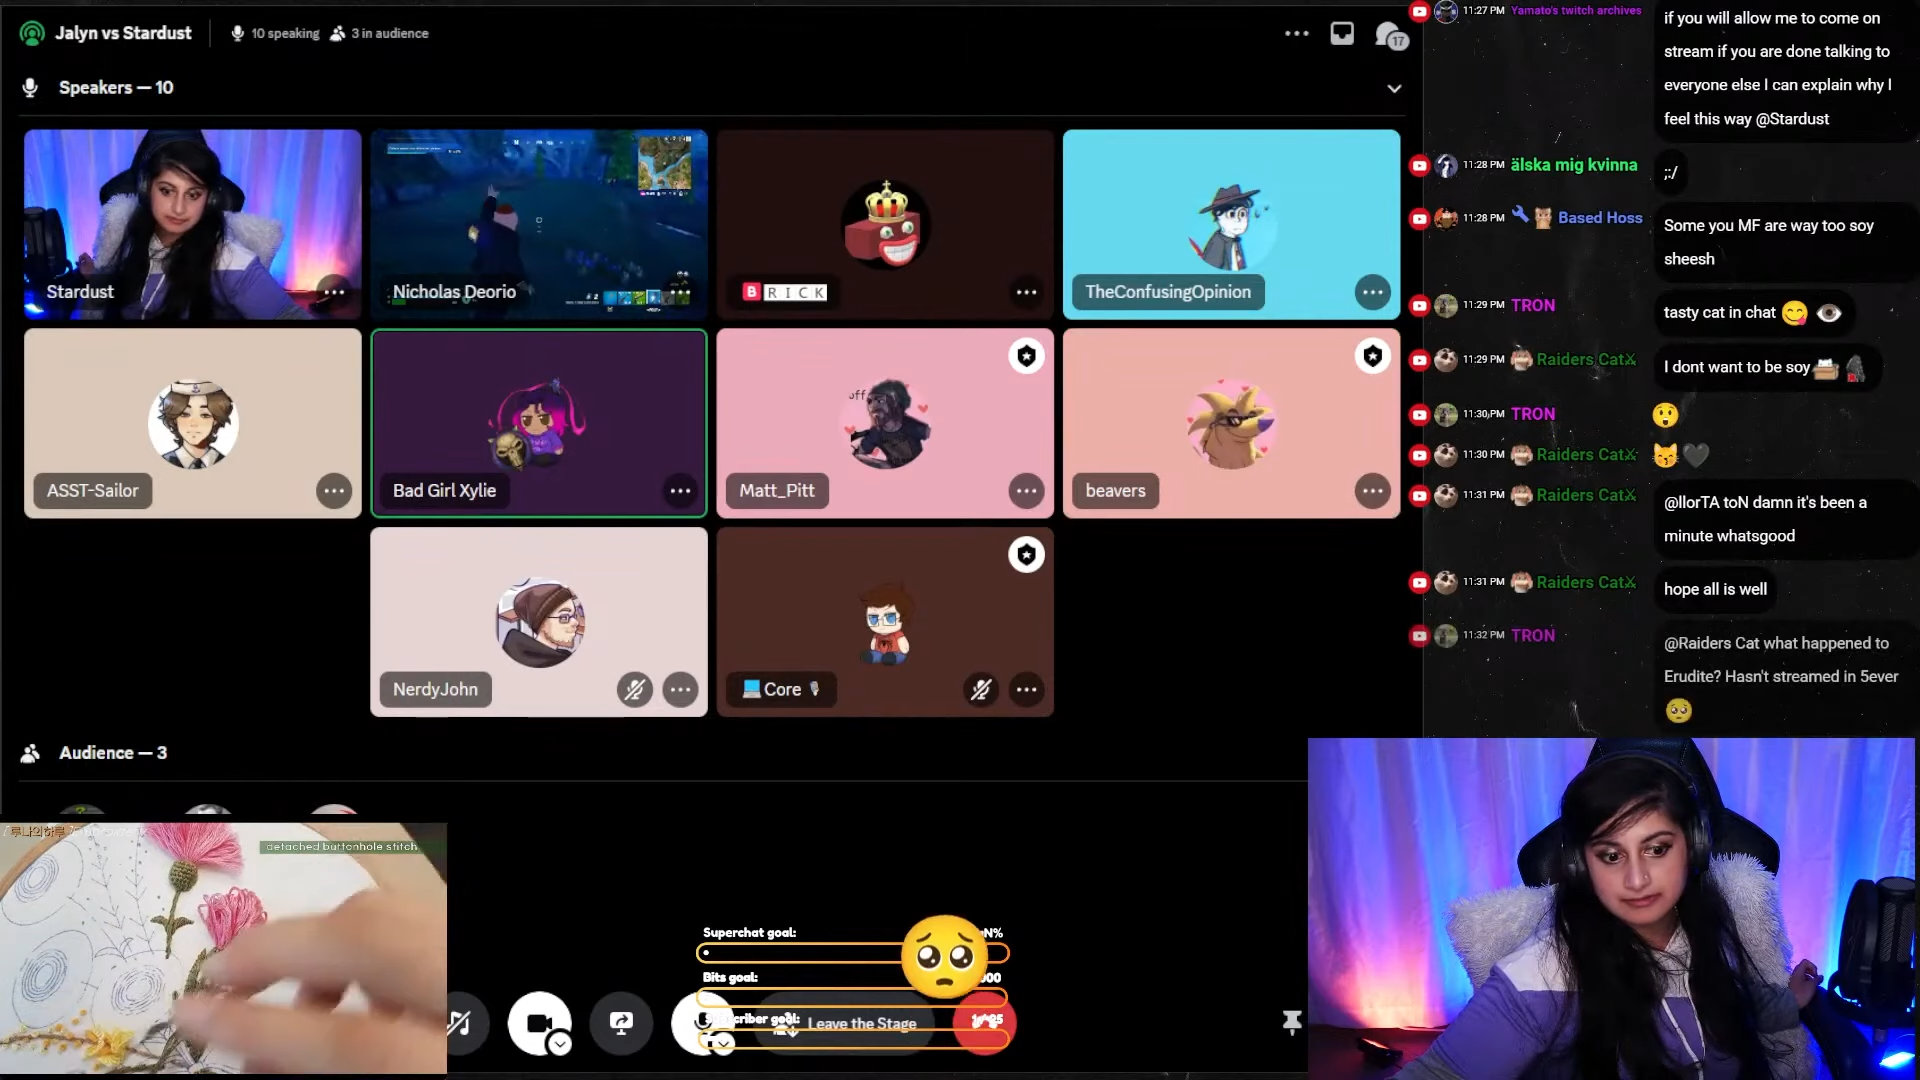 Jalyn vs Stardust
10 speaking
3 in audience
17
Speakers — 10
Stardust
Nicholas Deorio
B R I C K
TheConfusingOpinion
ASST-Sailor
Bad Girl Xylie
off
Matt_Pitt
beavers
NerdyJohn
Core
Audience — 3
detached buttonhole stitch
Superchat goal:
N%
Bits goal:
Leave the Stage
11:27 PM Yamato's twitch archives
if you will allow me to come on
stream if you are done talking to
everyone else I can explain why I
feel this way @Stardust
11:28 PM älska mig kvinna
;:/
11:28 PM Based Hoss
Some you MF are way too soy
sheesh
11:29 PM TRON
tasty cat in chat 😋 👁️
11:29 PM Raiders Cat⚔
I dont want to be soy
11:30 PM TRON
😲
11:30 PM Raiders Cat⚔
😽🖤
11:31 PM Raiders Cat⚔
@llorTA toN damn it's been a
minute whatsgood
11:31 PM Raiders Cat⚔
hope all is well
11:32 PM TRON
@Raiders Cat what happened to
Erudite? Hasn't streamed in 5ever
🥺